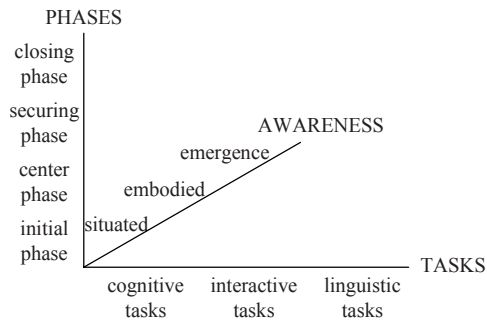 PHASES
closing
phase
securing
phase
AWARENESS
emergence
center
phase
embodied
initial
phase
situated
TASKS
cognitive
tasks
interactive
tasks
linguistic
tasks